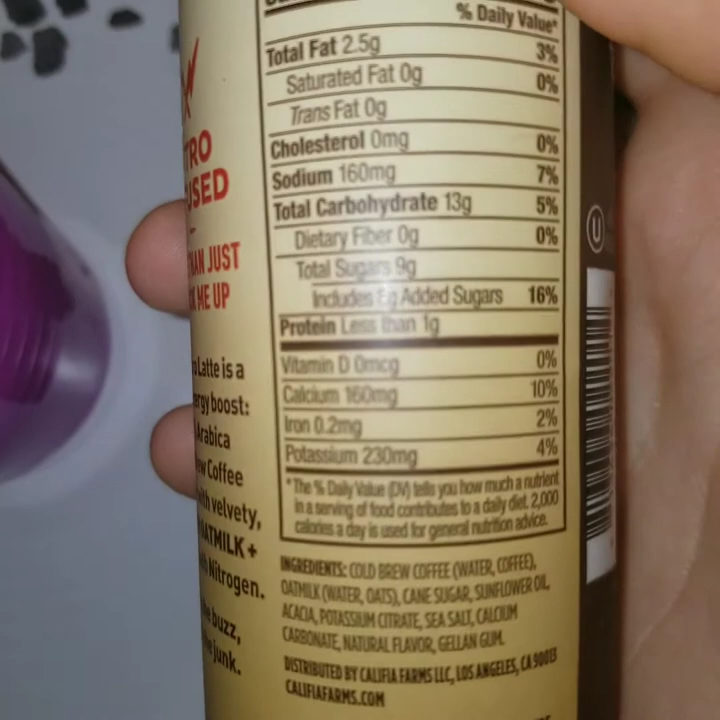 % Daily Value*
Total Fat 2.5g 3%
Saturated Fat 0g 0%
Trans Fat 0g
Cholesterol 0mg 0%
Sodium 160mg 7%
Total Carbohydrate 13g 5%
Dietary Fiber 0g 0%
Total Sugars 9g
Includes Added Sugars 16%
Protein Less than 1g
Vitamin D 0mcg 0%
Calcium 160mg 10%
Iron 0.2mg 2%
Potassium 230mg 4%
*The % Daily Value (DV) tells you how much a nutrient
in a serving of food contributes to a daily diet. 2,000
calories a day is used for general nutrition advice.
INGREDIENTS: COLD BREW COFFEE (WATER, COFFEE),
OATMILK (WATER, OATS), CANE SUGAR, SUNFLOWER OIL,
ACACIA, POTASSIUM CITRATE, SEA SALT, CALCIUM
CARBONATE, NATURAL FLAVOR, GELLAN GUM.
DISTRIBUTED BY CALIFIA FARMS LLC, LOS ANGELES, CA 90013
CALIFIAFARMS.COM
TRO
USED
HAN JUST
ME UP
Latte is a
ergy boost:
Arabica
ew Coffee
with velvety,
OATMILK +
Nitrogen.
buzz,
junk.
U